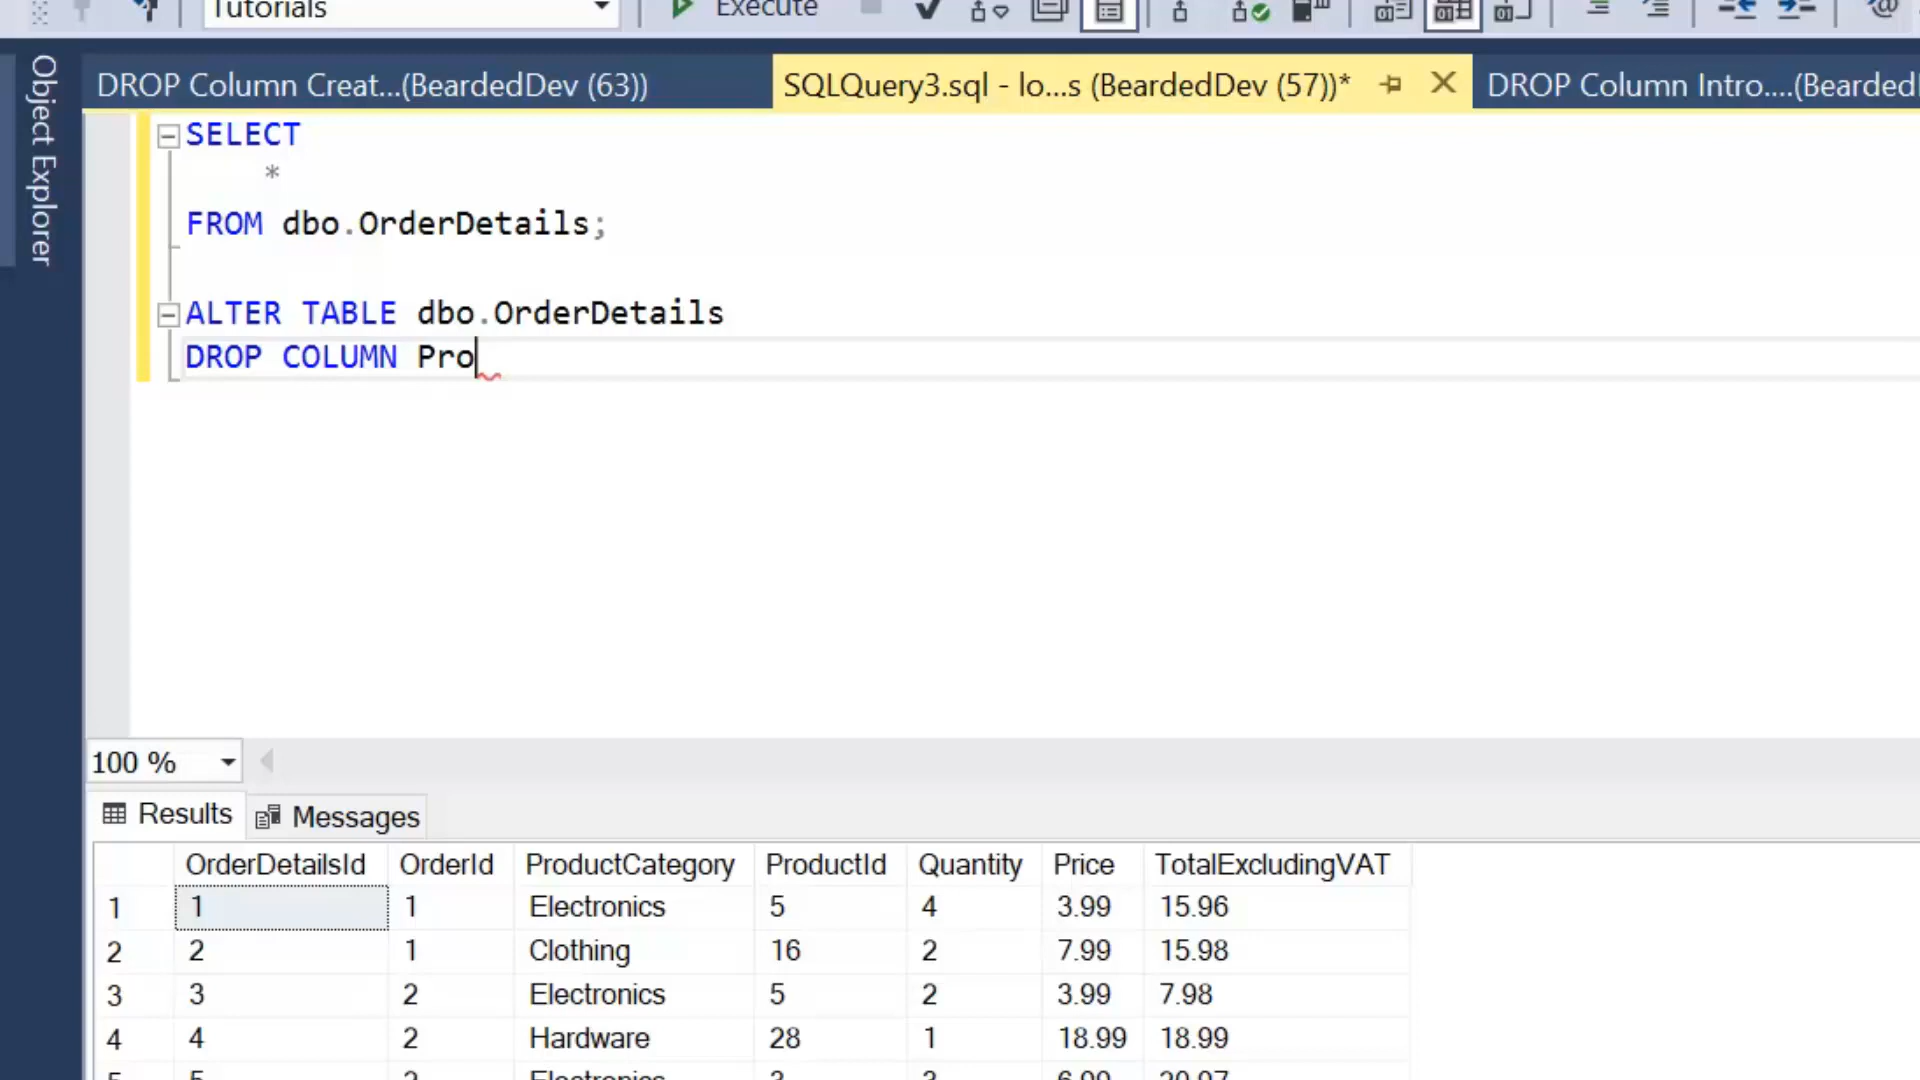 Tutorials Execute
Object Explorer
DROP Column Creat...(BeardedDev (63)) SQLQuery3.sql - lo...s (BeardedDev (57))* DROP Column Intro....(Bearded
SELECT
*
FROM dbo.OrderDetails;
ALTER TABLE dbo.OrderDetails
DROP COLUMN Pro
100 %
Results Messages
OrderDetailsId OrderId ProductCategory ProductId Quantity Price TotalExcludingVAT
1 1 1 Electronics 5 4 3.99 15.96
2 2 1 Clothing 16 2 7.99 15.98
3 3 2 Electronics 5 2 3.99 7.98
4 4 2 Hardware 28 1 18.99 18.99